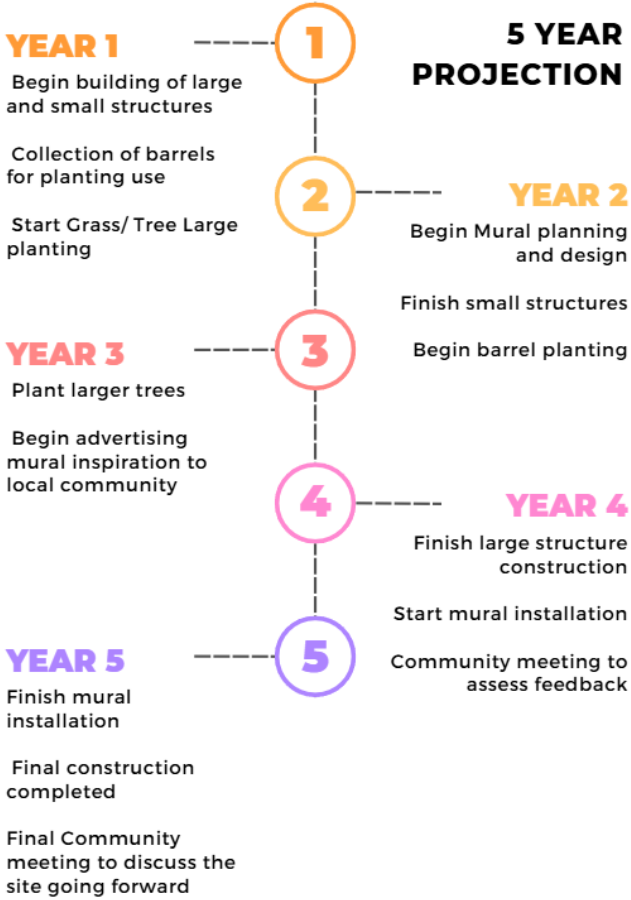 5 YEAR
PROJECTION
1
YEAR 1
Begin building of large
and small structures
Collection of barrels
for planting use
Start Grass/ Tree Large
planting
2
YEAR 2
Begin Mural planning
and design
Finish small structures
Begin barrel planting
3
YEAR 3
Plant larger trees
Begin advertising
mural inspiration to
local community
4
YEAR 4
Finish large structure
construction
Start mural installation
Community meeting to
assess feedback
5
YEAR 5
Finish mural
installation
Final construction
completed
Final Community
meeting to discuss the
site going forward